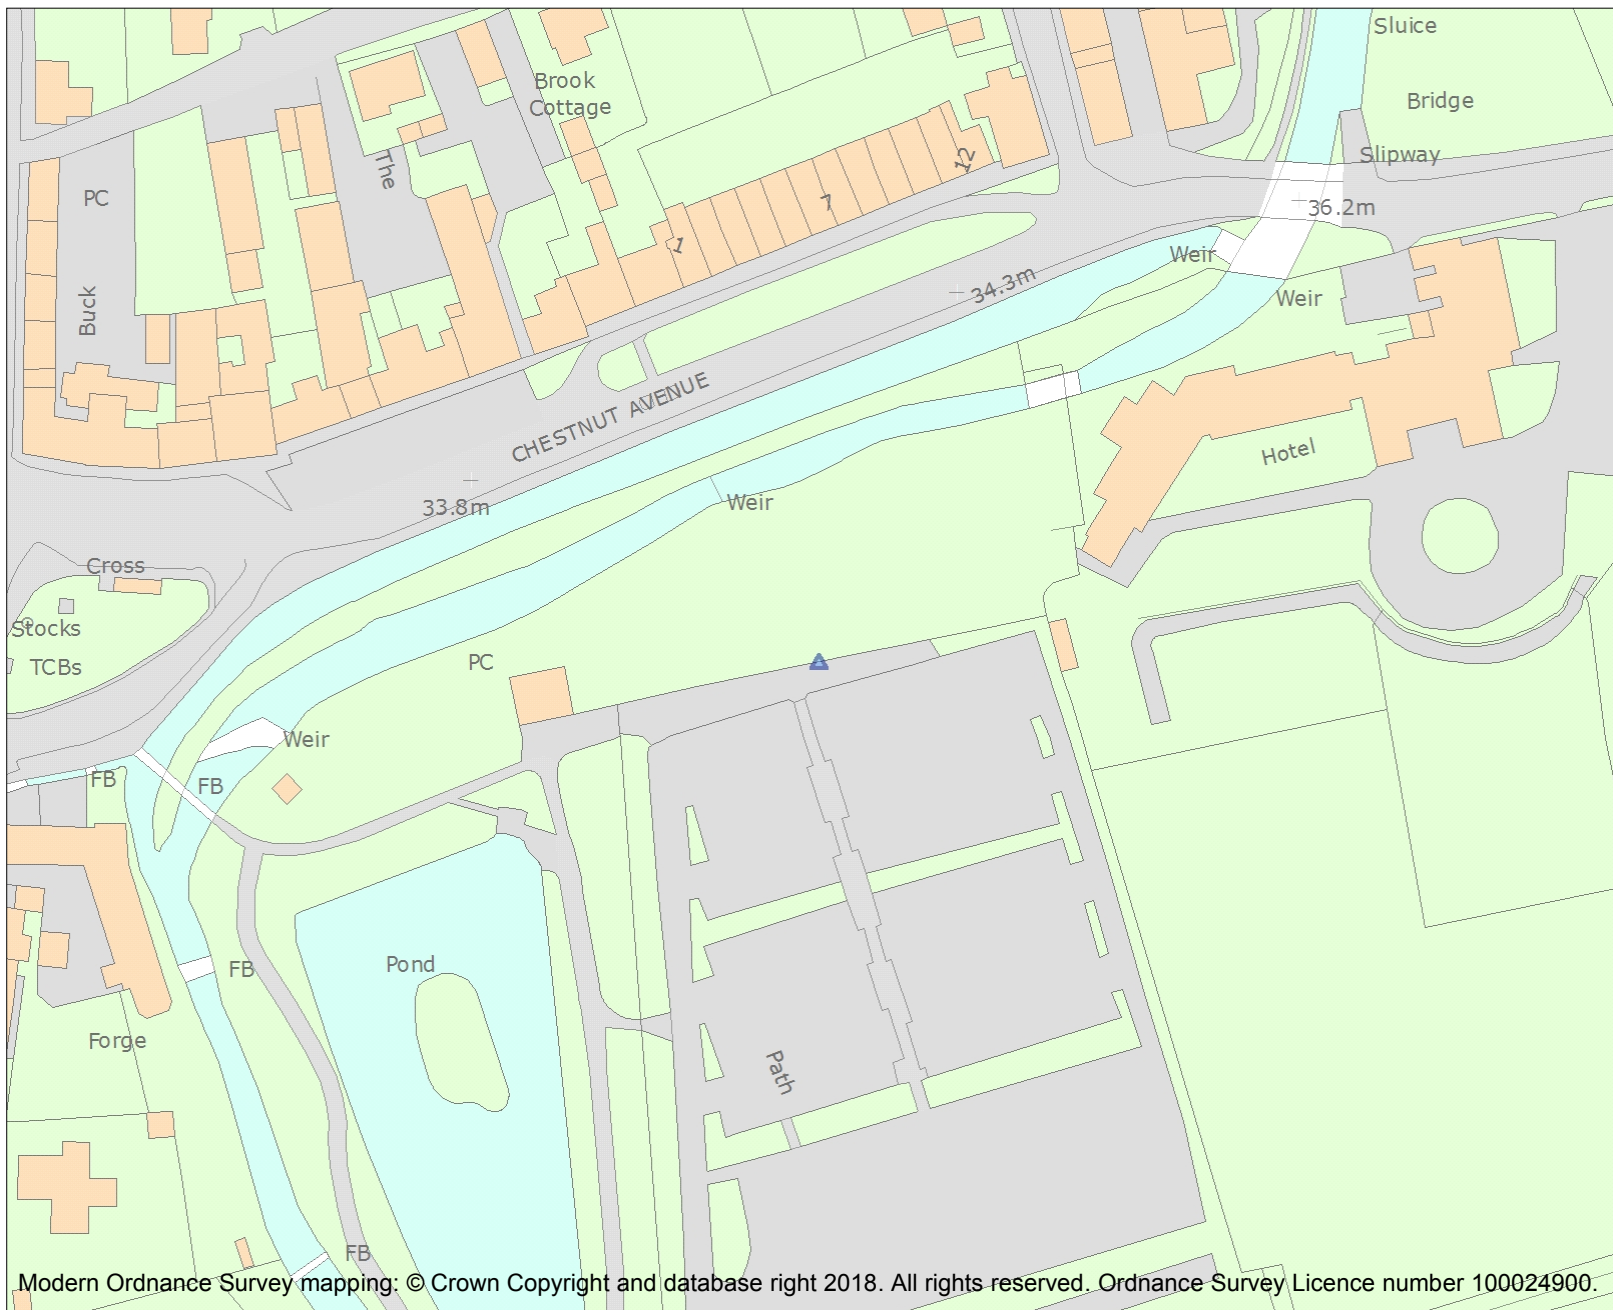 Sluice
Brook
Cottage
Bridge
The
12
Slipway
PC
7
36.2m
1
Weir
34.3m
Weir
Buck
CHESTNUT AVENUE
Hotel
33.8m
Weir
Cross
Stocks
TCBs
PC
Weir
FB
FB
Pond
FB
Forge
Path
FB
Modern Ordnance Survey mapping: © Crown Copyright and database right 2018. All rights reserved. Ordnance Survey Licence number 100024900.